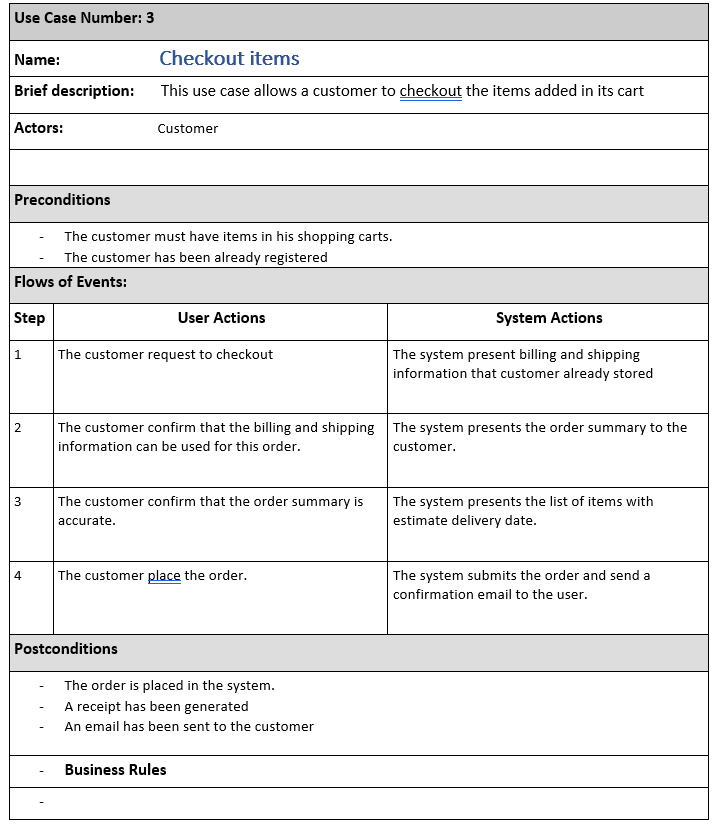 Use Case Number: 3
Name: Checkout items
Brief description: This use case allows a customer to checkout the items added in its cart
Actors: Customer
Preconditions
- The customer must have items in his shopping carts.
- The customer has been already registered
Flows of Events:
Step User Actions System Actions
1 The customer request to checkout The system present billing and shipping
information that customer already stored
2 The customer confirm that the billing and shipping The system presents the order summary to the
information can be used for this order. customer.
3 The customer confirm that the order summary is The system presents the list of items with
accurate. estimate delivery date.
4 The customer place the order. The system submits the order and send a
confirmation email to the user.
Postconditions
- The order is placed in the system.
- A receipt has been generated
- An email has been sent to the customer
- Business Rules
-